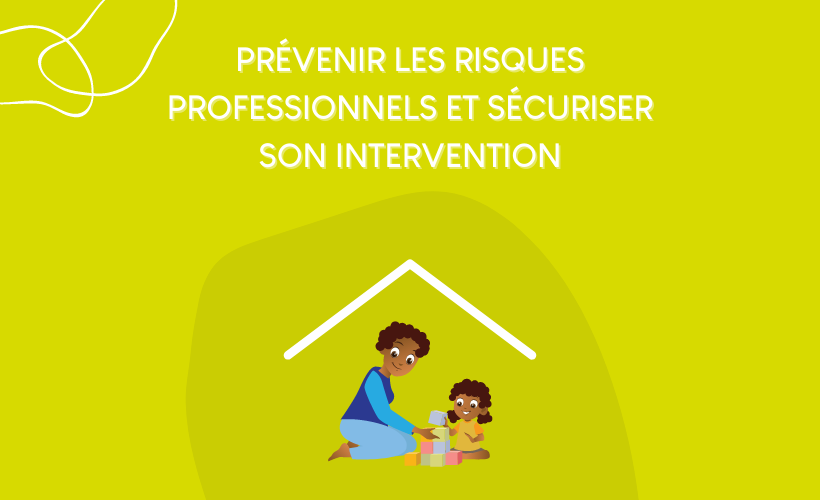 PRÉVENIR LES RISQUES
PROFESSIONNELS ET SÉCURISER
SON INTERVENTION